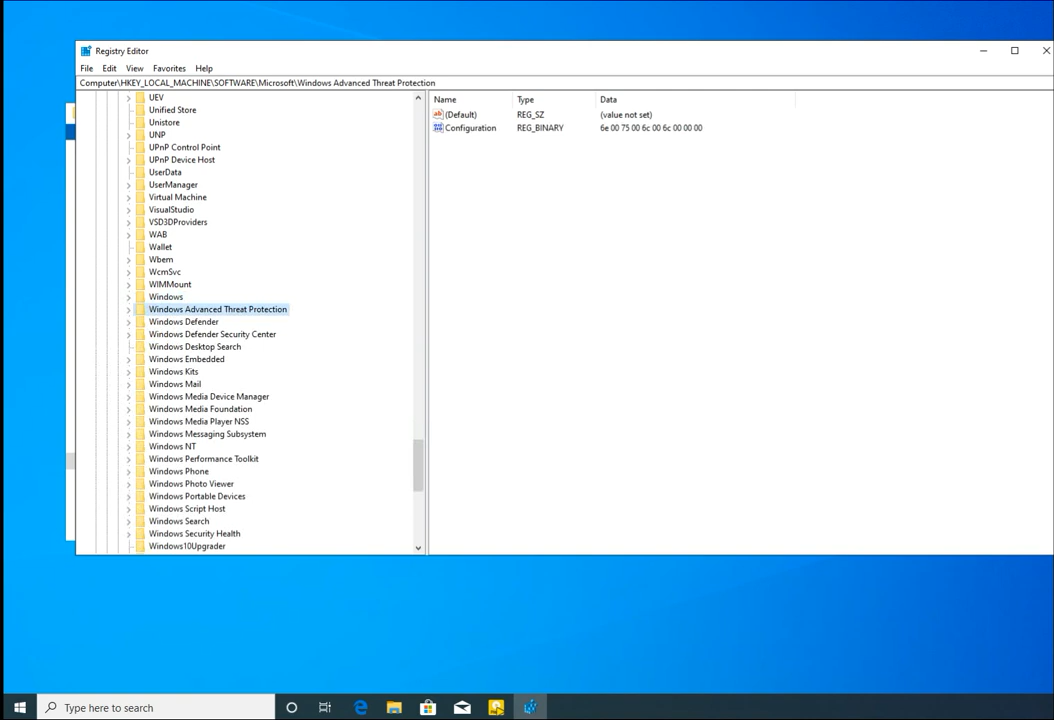 Registry Editor
File Edit View Favorites Help
Computer\HKEY_LOCAL_MACHINE\SOFTWARE\Microsoft\Windows Advanced Threat Protection
UEV
Unified Store
Unistore
UNP
UPnP Control Point
UPnP Device Host
UserData
UserManager
Virtual Machine
VisualStudio
VSD3DProviders
WAB
Wallet
Wbem
WcmSvc
WIMMount
Windows
Windows Advanced Threat Protection
Windows Defender
Windows Defender Security Center
Windows Desktop Search
Windows Embedded
Windows Kits
Windows Mail
Windows Media Device Manager
Windows Media Foundation
Windows Media Player NSS
Windows Messaging Subsystem
Windows NT
Windows Performance Toolkit
Windows Phone
Windows Photo Viewer
Windows Portable Devices
Windows Script Host
Windows Search
Windows Security Health
Windows10Upgrader
Name Type Data
(Default) REG_SZ (value not set)
Configuration REG_BINARY 6e 00 75 00 6c 00 6c 00 00 00
Type here to search